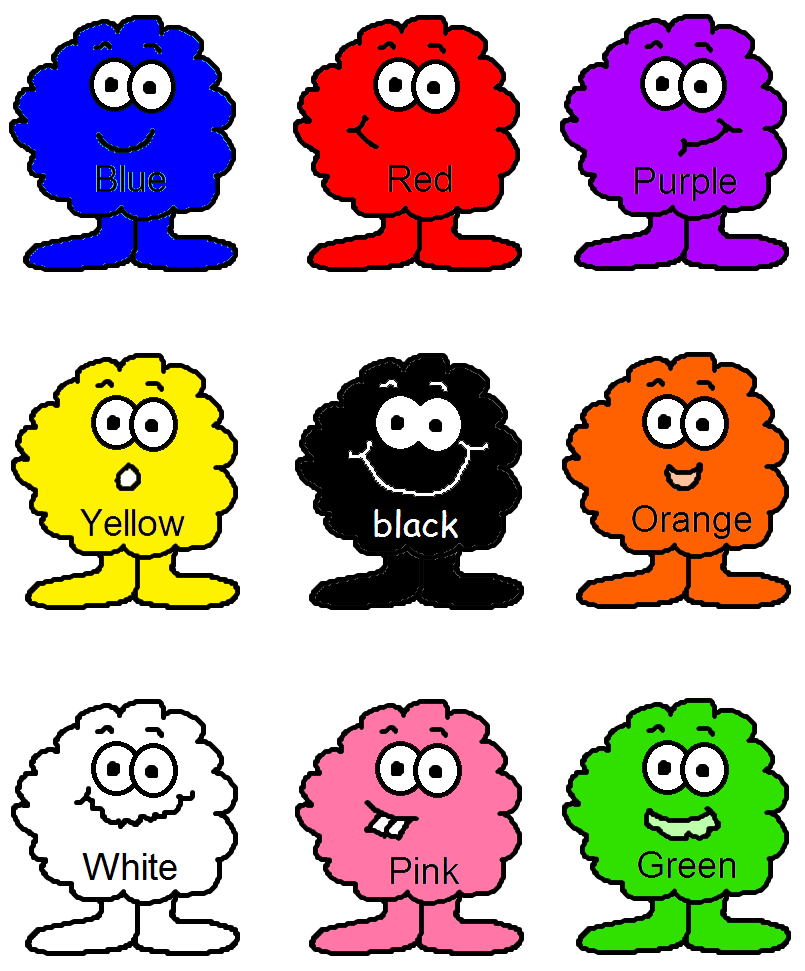 Blue
Red
Purple
Yellow
black
Orange
White
Pink
Green